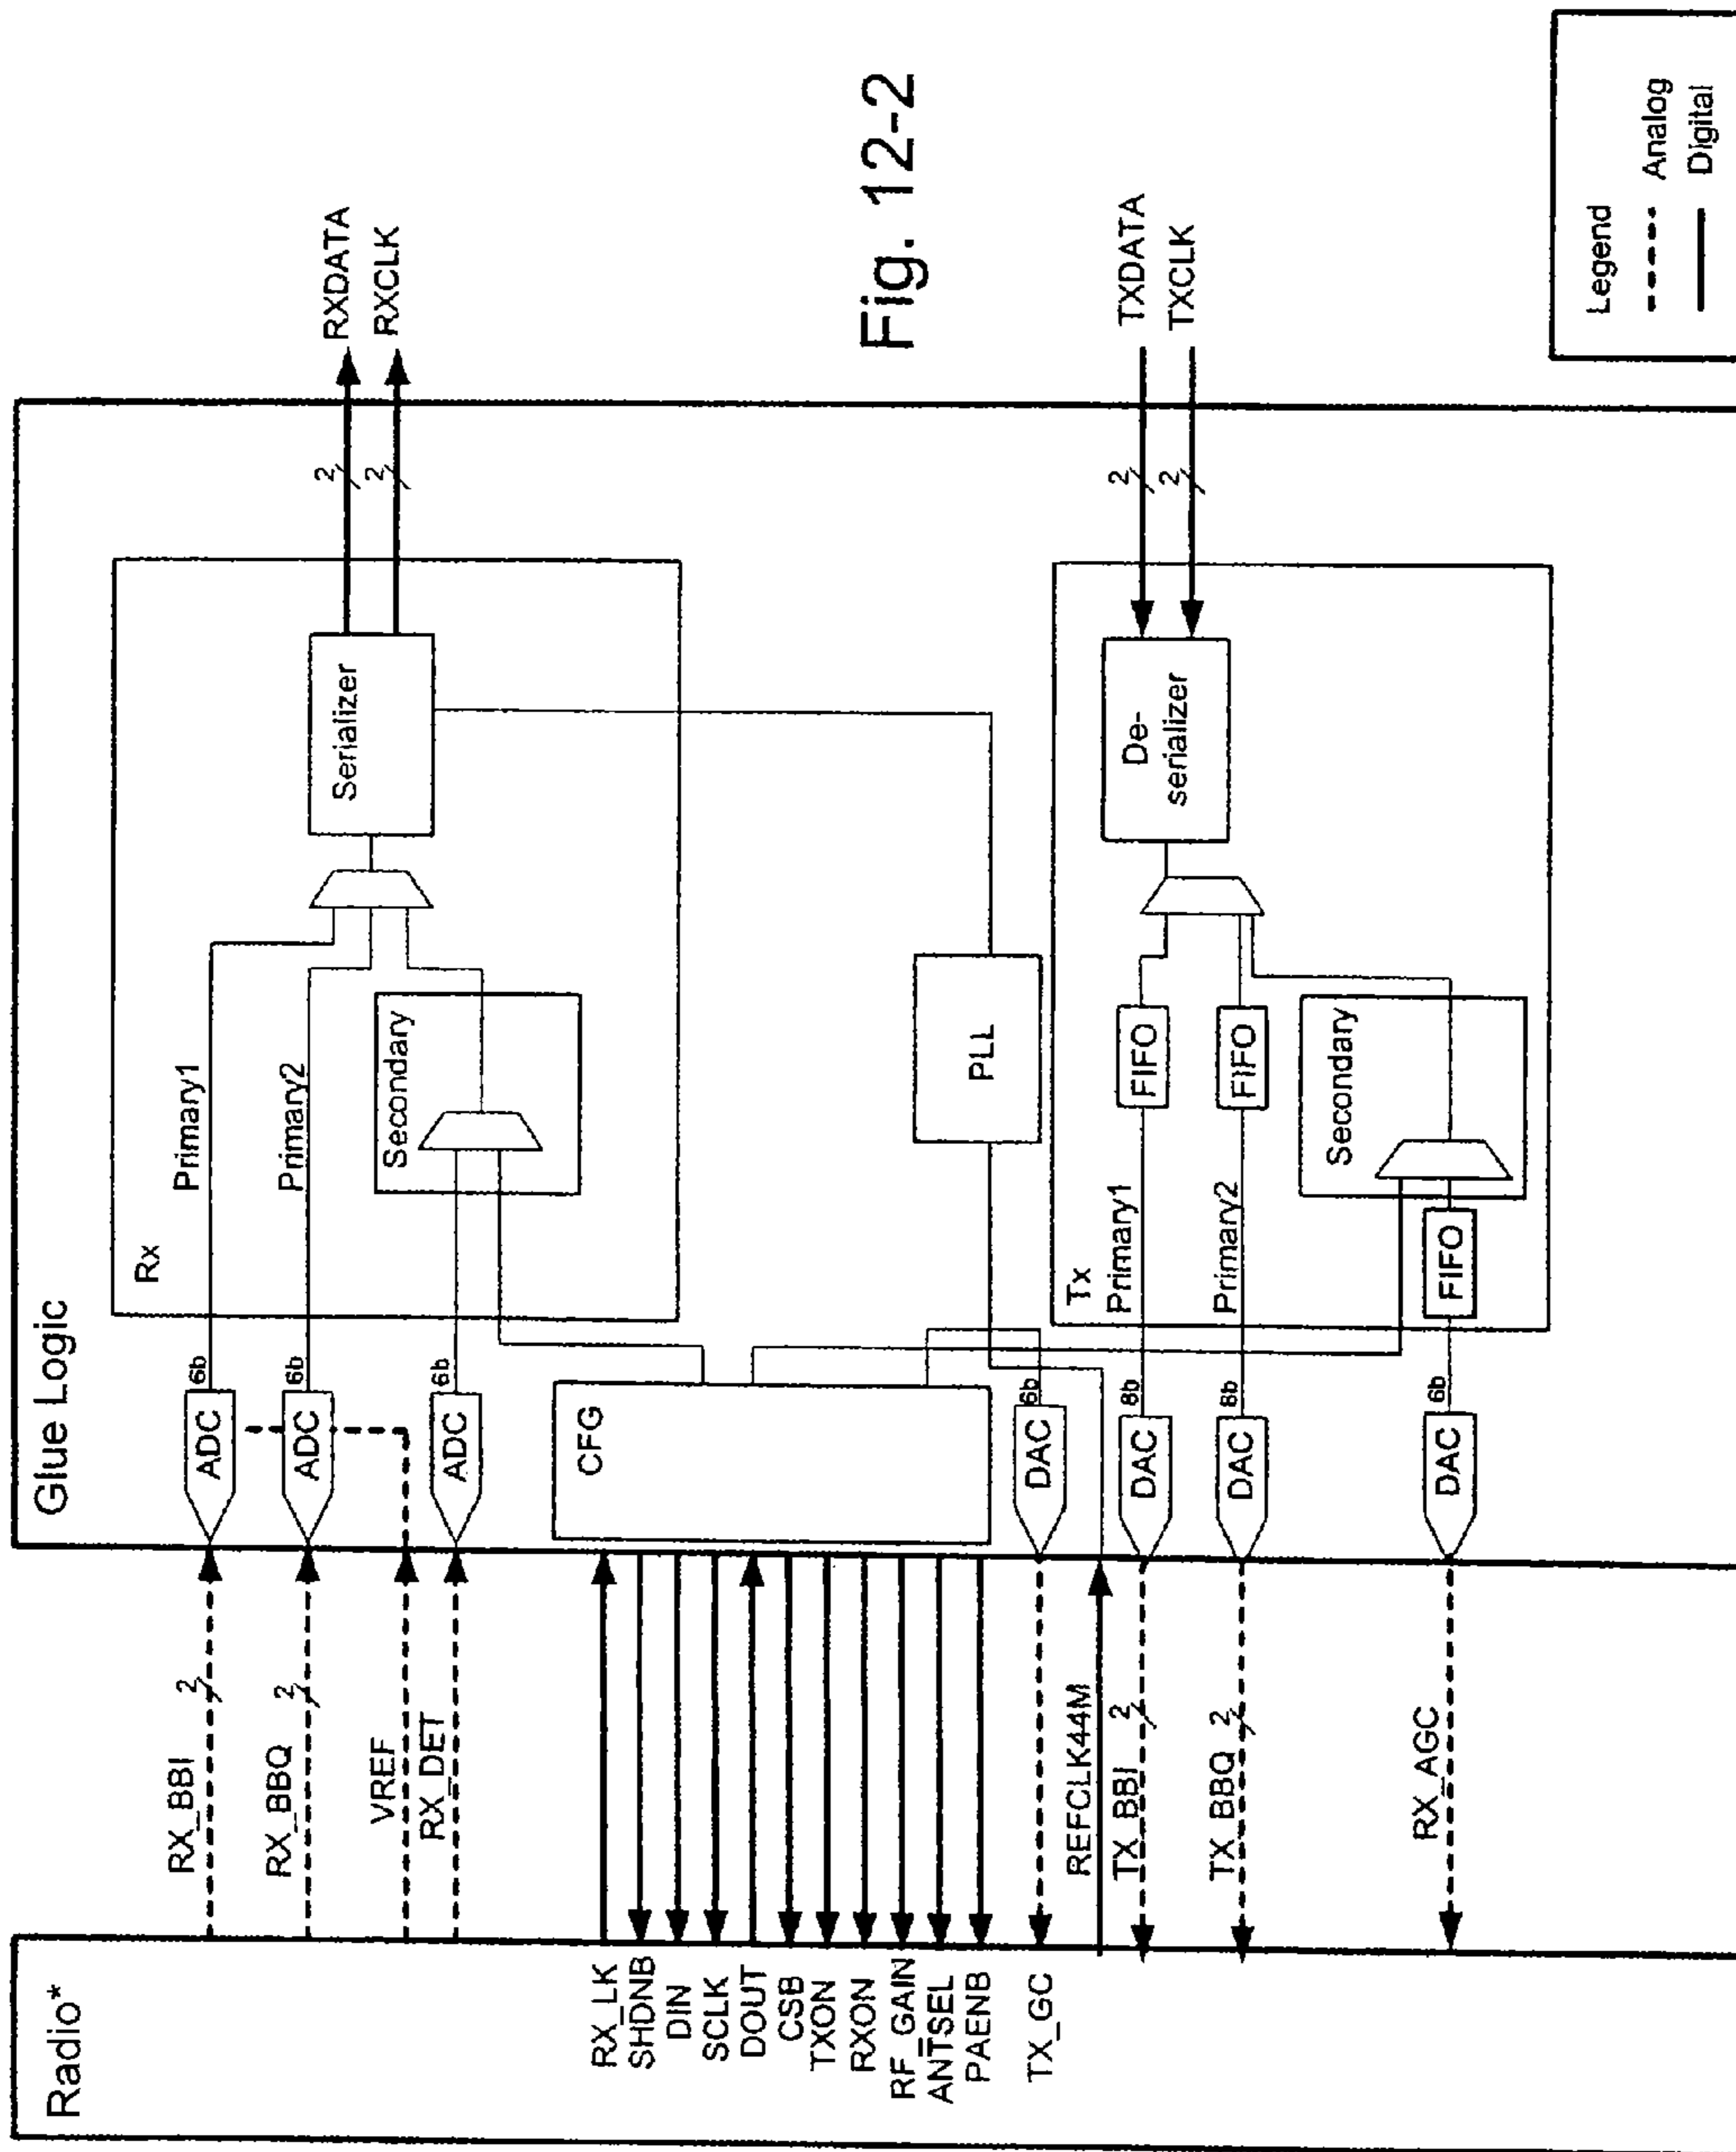 Radio*
RX_BBI
2
RX_BBQ
2
VREF
RX_DET
RX_LK
SHDNB
DIN
SCLK
DOUT
CSB
TXON
RXON
RF_GAIN
ANTSEL
PAENB
TX_GC
REFCLK44M
TX_BBI
2
TX_BBQ
2
RX_AGC
Glue Logic
ADC
6b
ADC
6b
ADC
6b
CFG
DAC
6b
DAC
8b
DAC
8b
DAC
6b
Rx
Primary1
Primary2
Secondary
Serializer
PLL
Tx
Primary1
Primary2
FIFO
FIFO
FIFO
Secondary
De-
serializer
2
2
RXDATA
RXCLK
2
2
TXDATA
TXCLK
Fig. 12-2
Legend
Analog
Digital